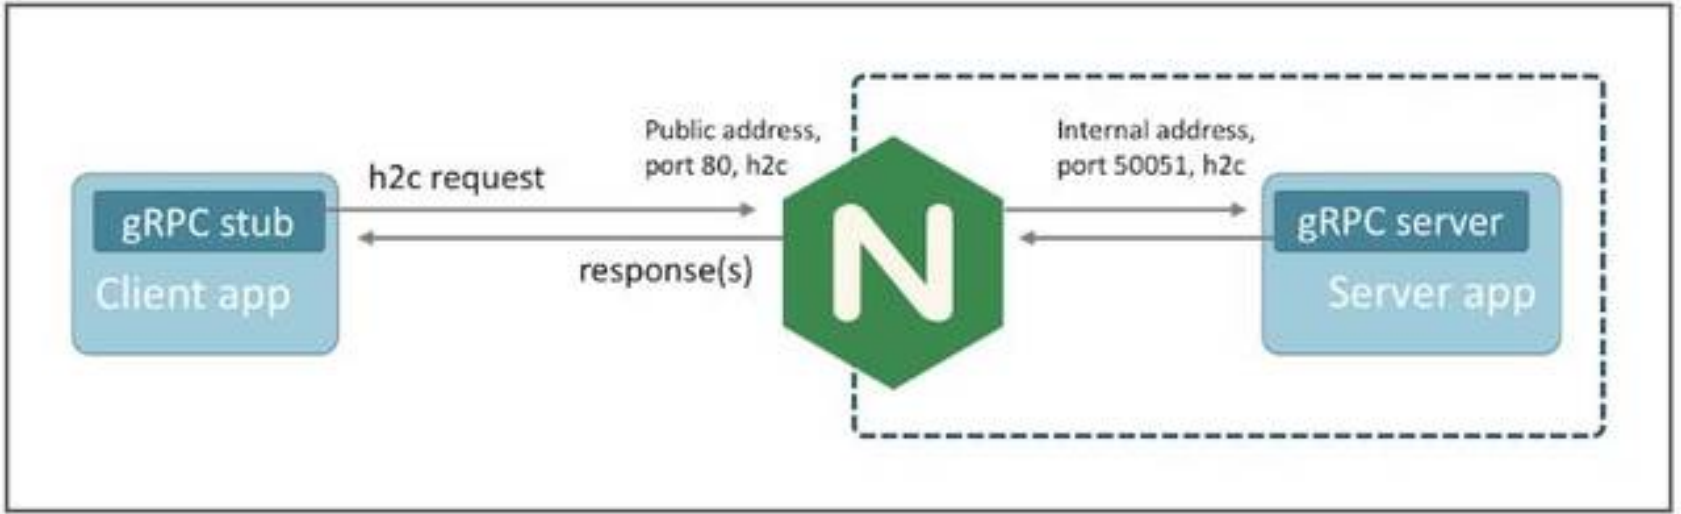 Public address,
port 80, h2c
Internal address,
port 50051, h2c
h2c request
gRPC stub
Client app
response(s)
N
gRPC server
Server app